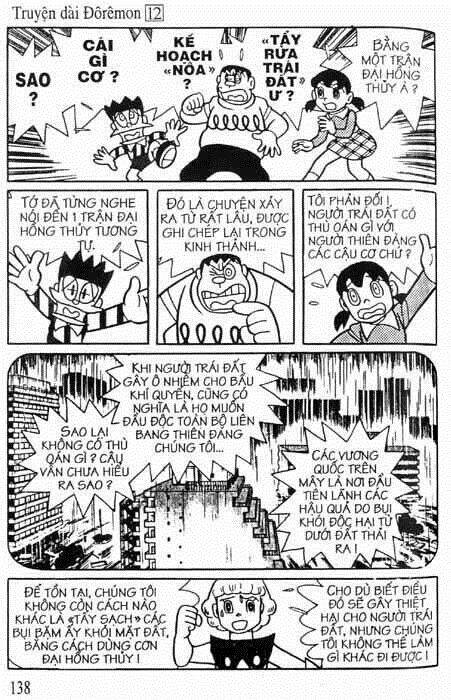 Truyện dài Đôrêmon 12
SAO
?
CÁI
GÌ
CƠ ?
KẾ
HOẠCH
«NÔA»
?
«TẨY
RỬA
TRÁI
ĐẤT»
Ư ?
BẰNG
MỘT TRẬN
ĐẠI HỒNG
THỦY À ?
TỚ ĐÃ TỪNG NGHE
NÓI ĐẾN 1 TRẬN ĐẠI
HỒNG THỦY TƯƠNG
TỰ.
ĐÓ LÀ CHUYỆN XẢY
RA TỪ RẤT LÂU, ĐƯỢC
GHI CHÉP LẠI TRONG
KINH THÁNH...
TÔI PHẢN ĐỐI !
NGƯỜI TRÁI ĐẤT CÓ
THÙ OÁN GÌ VỚI
NGƯỜI THIÊN ĐÀNG
CÁC CẬU CƠ CHỨ ?
SAO LẠI
KHÔNG CÓ THÙ
OÁN GÌ ? CẬU
VẪN CHƯA HIỂU
RA SAO ?
KHI NGƯỜI TRÁI ĐẤT
GÂY Ô NHIỄM CHO BẦU
KHÍ QUYỂN, CŨNG CÓ
NGHĨA LÀ HỌ MUỐN
ĐẦU ĐỘC TOÀN BỘ LIÊN
BANG THIÊN ĐÀNG
CHÚNG TÔI...
CÁC VƯƠNG
QUỐC TRÊN
MÂY LÀ NƠI ĐẦU
TIÊN LÃNH CÁC
HẬU QUẢ DO BỤI
KHÓI ĐỘC HẠI TỪ
DƯỚI ĐẤT THẢI
RA !
ĐỂ TỒN TẠI, CHÚNG TÔI
KHÔNG CÒN CÁCH NÀO
KHÁC LÀ «TẨY SẠCH» CÁC
BỤI BẶM ẤY KHỎI MẶT ĐẤT,
BẰNG CÁCH DÙNG CƠN
ĐẠI HỒNG THỦY !
CHO DÙ BIẾT ĐIỀU
ĐÓ SẼ GÂY THIỆT
HẠI CHO NGƯỜI TRÁI
ĐẤT, NHƯNG CHÚNG
TÔI KHÔNG THỂ LÀM
GÌ KHÁC ĐI ĐƯỢC !
138